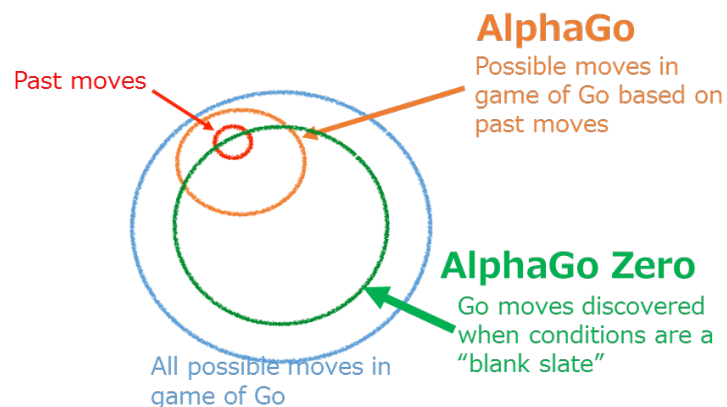 AlphaGo
Possible moves in
game of Go based on
past moves
Past moves
AlphaGo Zero
Go moves discovered
when conditions are a
“blank slate”
All possible moves in
game of Go